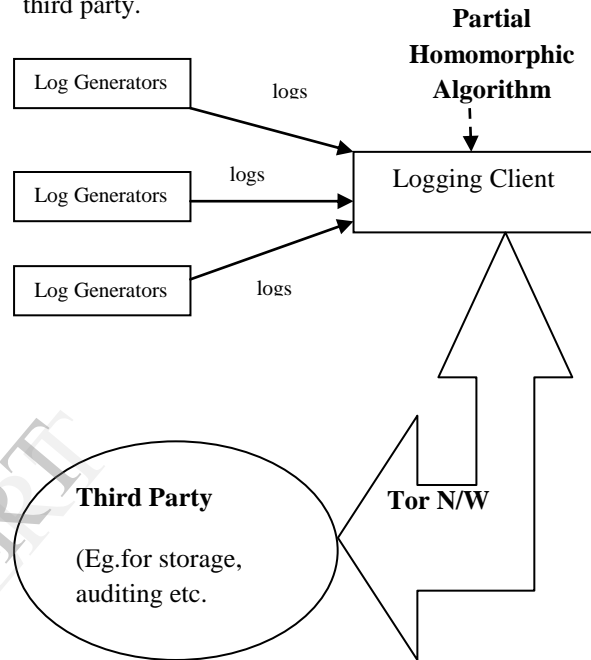 third party.
Partial
Homomorphic
Algorithm
Log Generators
logs
Logging Client
Log Generators
logs
Log Generators
logs
Third Party
(Eg.for storage,
auditing etc.
Tor N/W